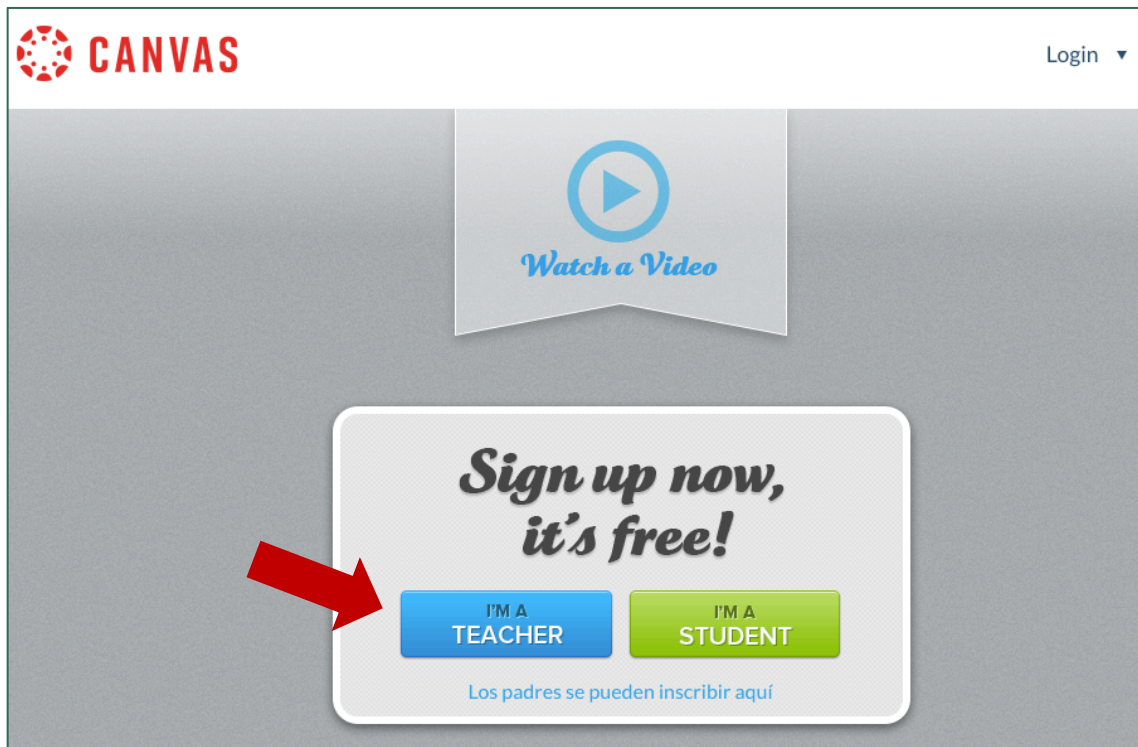 CANVAS
Login
Watch a Video
Sign up now,
it's free!
I'M A
TEACHER
I'M A
STUDENT
Los padres se pueden inscribir aquí